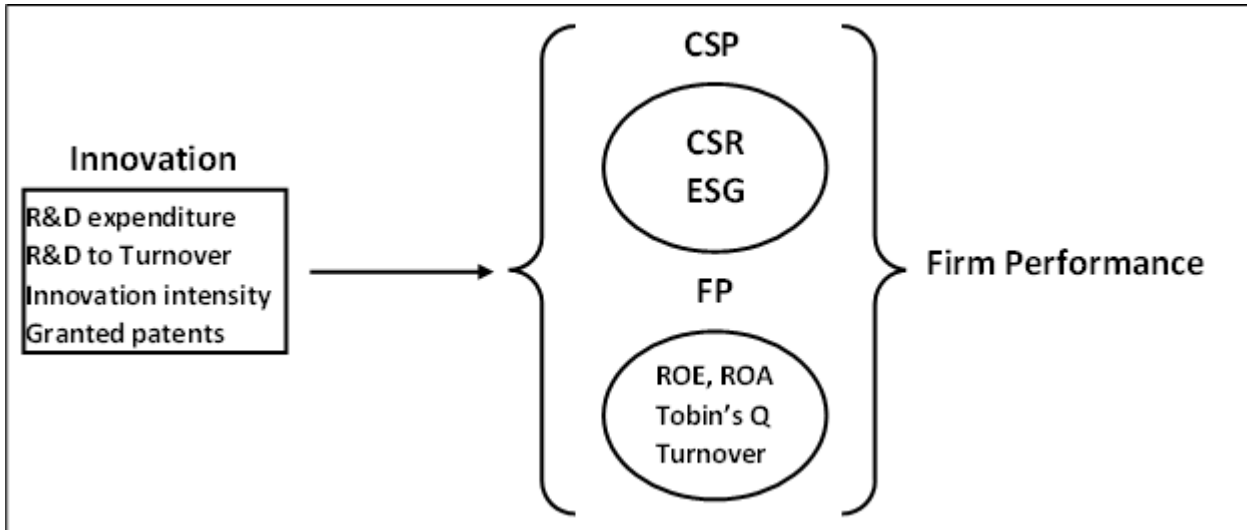 Innovation
R&D expenditure
R&D to Turnover
Innovation intensity
Granted patents
CSP
CSR
ESG
FP
ROE, ROA
Tobin’s Q
Turnover
Firm Performance